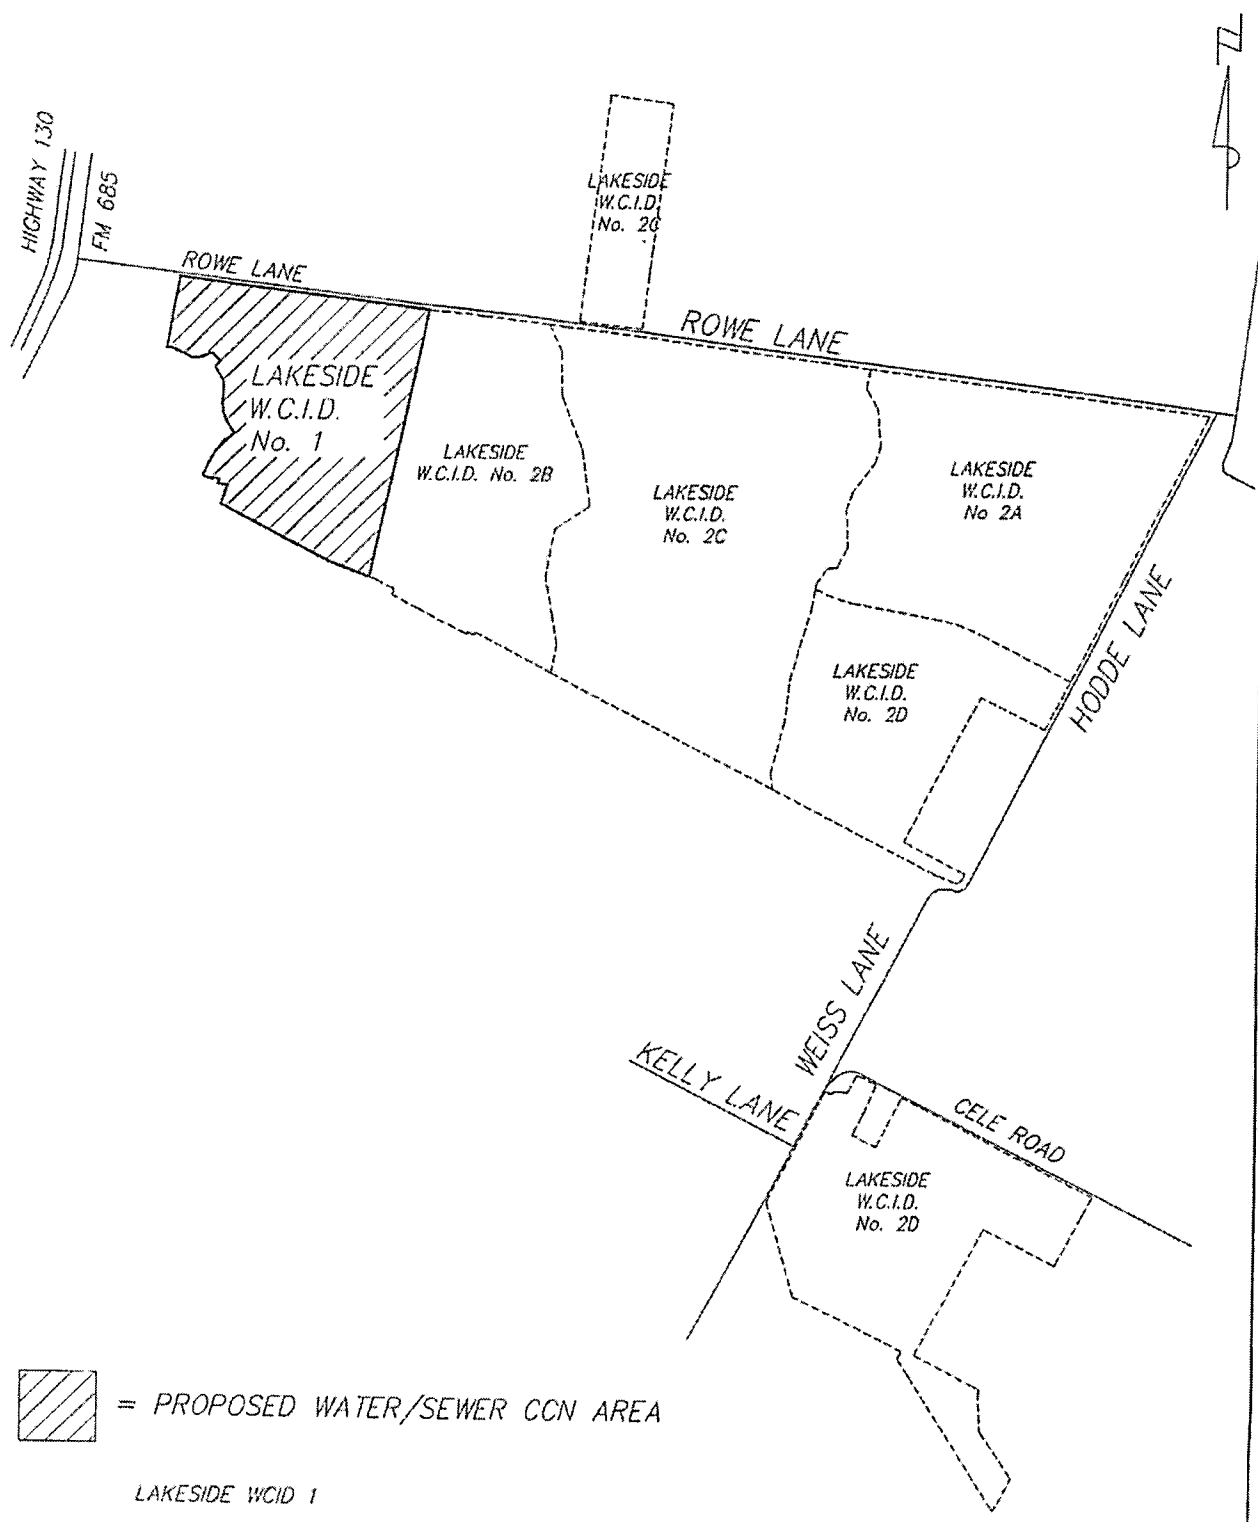 N
HIGHWAY 130
FM 685
LAKESIDE
W.C.I.D.
No. 2C
ROWE LANE
ROWE LANE
LAKESIDE
W.C.I.D.
No. 1
LAKESIDE
W.C.I.D. No. 2B
LAKESIDE
W.C.I.D.
No. 2C
LAKESIDE
W.C.I.D.
No 2A
HODDE LANE
LAKESIDE
W.C.I.D.
No. 2D
WEISS LANE
KELLY LANE
CELE ROAD
LAKESIDE
W.C.I.D.
No. 2D
= PROPOSED WATER/SEWER CCN AREA
LAKESIDE WCID 1